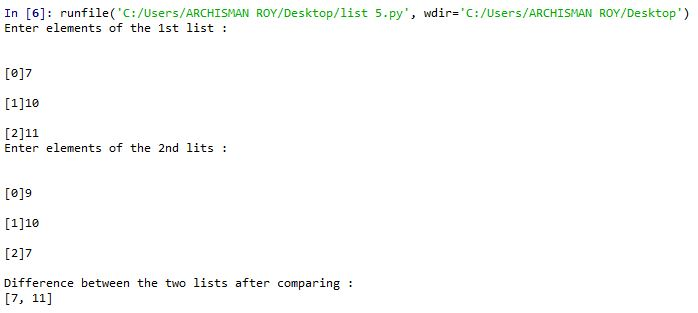 In [6]: runfile('C:/Users/ARCHISMAN ROY/Desktop/list 5.py', wdir='C:/Users/ARCHISMAN ROY/Desktop')
Enter elements of the 1st list :
[0]7
[1]10
[2]11
Enter elements of the 2nd lits :
[0]9
[1]10
[2]7
Difference between the two lists after comparing :
[7, 11]